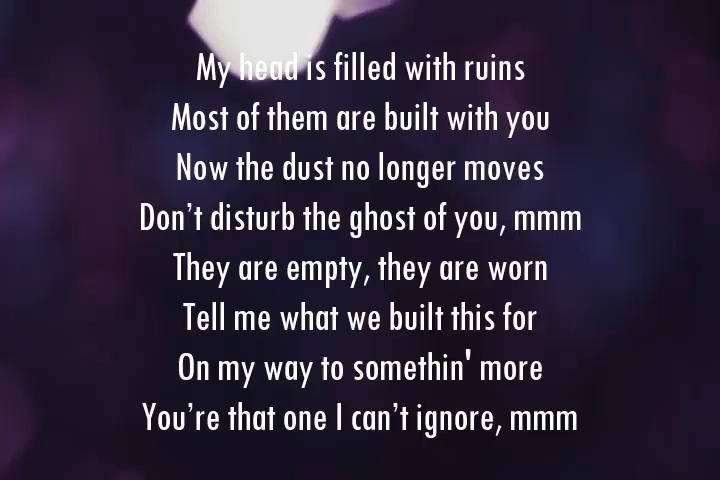 My head is filled with ruins
Most of them are built with you
Now the dust no longer moves
Don’t disturb the ghost of you, mmm
They are empty, they are worn
Tell me what we built this for
On my way to somethin' more
You’re that one I can’t ignore, mmm